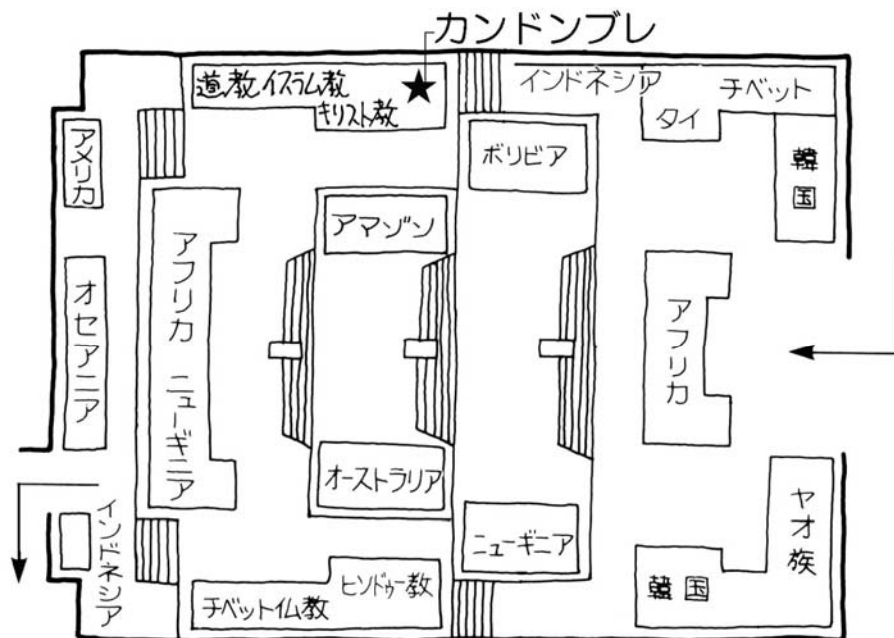 カンドンブレ
道教 イスラム教
キリスト教
インドネシア
チベット
タイ
韓国
アメリカ
ボリビア
アマゾン
オセアニア
アフリカ ニューギニア
アフリカ
オーストラリア
ニューギニア
ヤオ族
韓国
インドネシア
ヒンドゥー教
チベットイム教